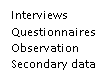 Interviews
Questionnaires
Observation
Secondary data